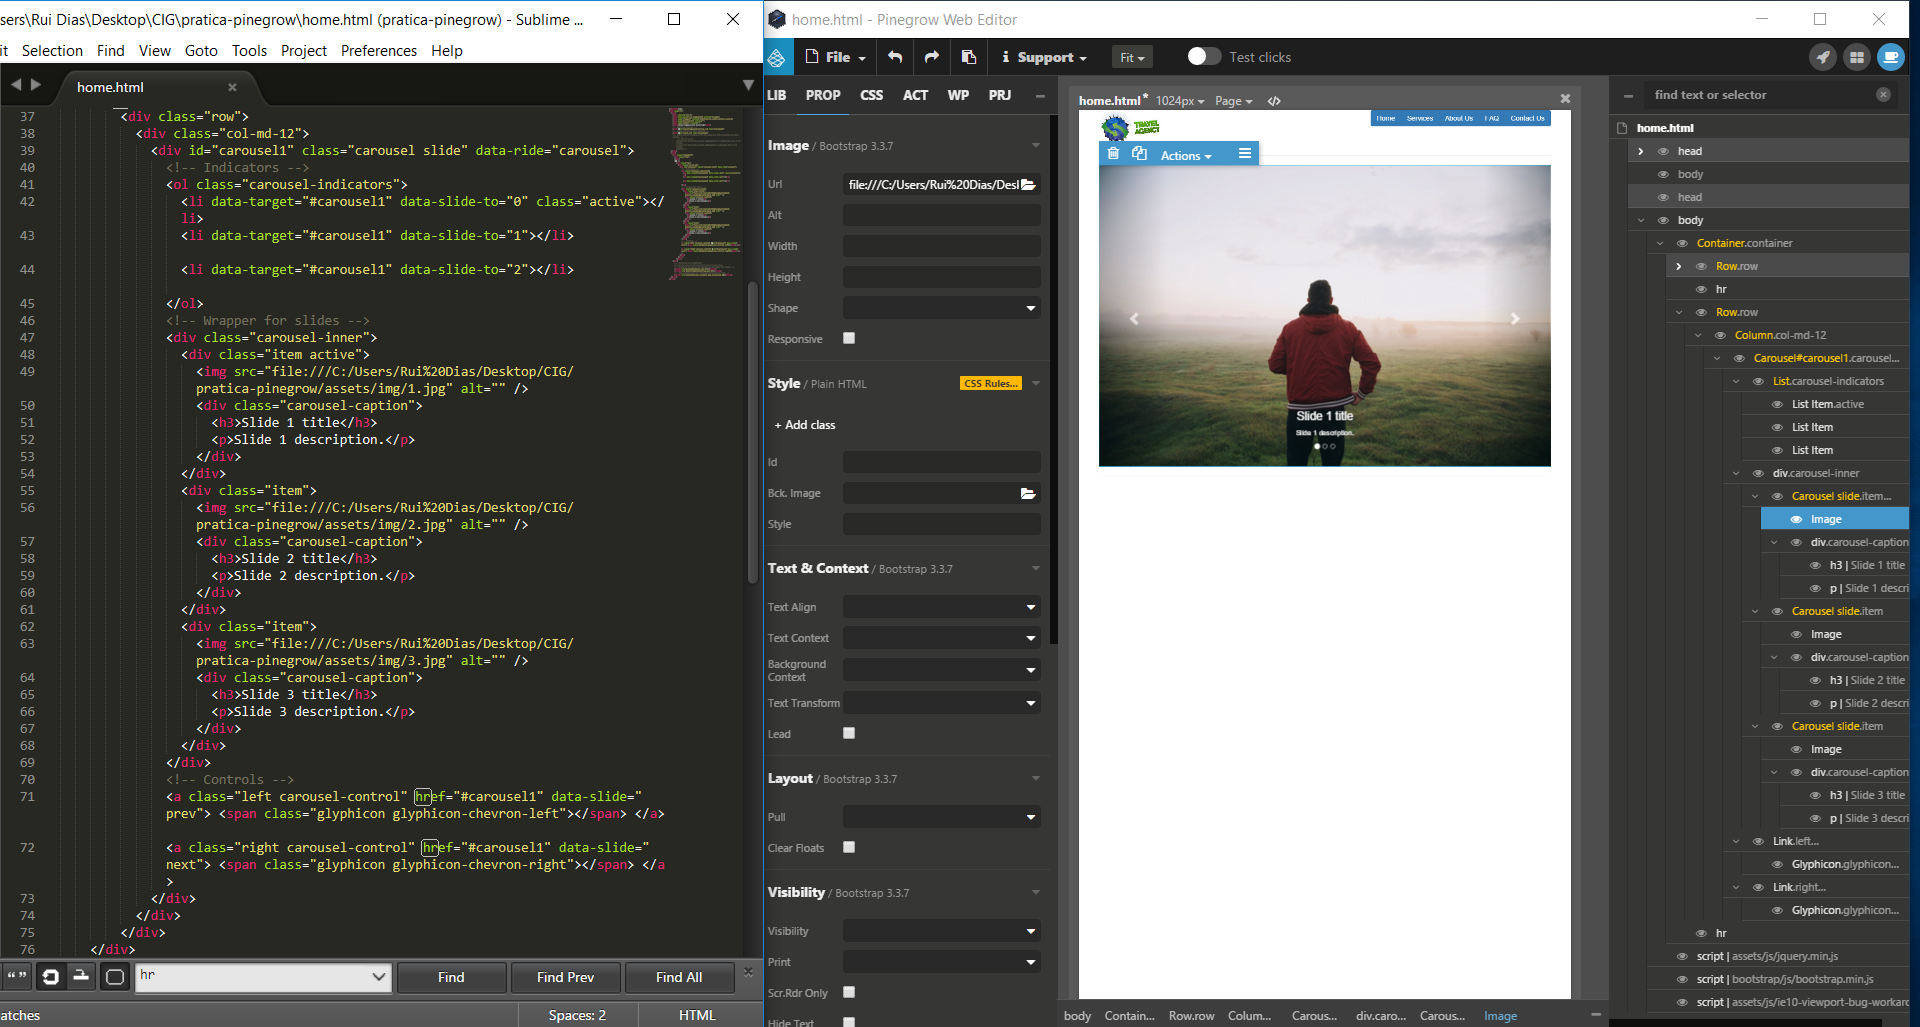 sers\Rui Dias\Desktop\CIG\pratica-pinegrow\home.html (pratica-pinegrow) - Sublime ...
it Selection Find View Goto Tools Project Preferences Help
home.html
37 <div class="row">
38 <div class="col-md-12">
39 <div id="carousel1" class="carousel slide" data-ride="carousel">
40 <!-- Indicators -->
41 <ol class="carousel-indicators">
42 <li data-target="#carousel1" data-slide-to="0" class="active"></
li>
43 <li data-target="#carousel1" data-slide-to="1"></li>
44 <li data-target="#carousel1" data-slide-to="2"></li>
45 </ol>
46 <!-- Wrapper for slides -->
47 <div class="carousel-inner">
48 <div class="item active">
49 <img src="file:///C:/Users/Rui%20Dias/Desktop/CIG/
pratica-pinegrow/assets/img/1.jpg" alt="" />
50 <div class="carousel-caption">
51 <h3>Slide 1 title</h3>
52 <p>Slide 1 description.</p>
53 </div>
54 </div>
55 <div class="item">
56 <img src="file:///C:/Users/Rui%20Dias/Desktop/CIG/
pratica-pinegrow/assets/img/2.jpg" alt="" />
57 <div class="carousel-caption">
58 <h3>Slide 2 title</h3>
59 <p>Slide 2 description.</p>
60 </div>
61 </div>
62 <div class="item">
63 <img src="file:///C:/Users/Rui%20Dias/Desktop/CIG/
pratica-pinegrow/assets/img/3.jpg" alt="" />
64 <div class="carousel-caption">
65 <h3>Slide 3 title</h3>
66 <p>Slide 3 description.</p>
67 </div>
68 </div>
69 </div>
70 <!-- Controls -->
71 <a class="left carousel-control" href="#carousel1" data-slide="
prev"> <span class="glyphicon glyphicon-chevron-left"></span> </a>
72 <a class="right carousel-control" href="#carousel1" data-slide="
next"> <span class="glyphicon glyphicon-chevron-right"></span> </a
>
73 </div>
74 </div>
75 </div>
76 </div>
hr Find Find Prev Find All
atches Spaces: 2 HTML
home.html - Pinegrow Web Editor
File Support Fit Test clicks
LIB PROP CSS ACT WP PRJ
Image / Bootstrap 3.3.7
Url file:///C:/Users/Rui%20Dias/Desl
Alt
Width
Height
Shape
Responsive
Style / Plain HTML CSS Rules...
+ Add class
Id
Bck. Image
Style
Text & Context / Bootstrap 3.3.7
Text Align
Text Context
Background
Context
Text Transform
Lead
Layout / Bootstrap 3.3.7
Pull
Clear Floats
Visibility / Bootstrap 3.3.7
Visibility
Print
Scr.Rdr Only
Hide Text
home.html* 1024px Page </>
TRAVEL
AGENCY
Home Services About Us FAQ Contact Us
Actions
Slide 1 title
Slide 1 description.
body Contain... Row.row Colum... Carous... div.caro... Carous... Image
find text or selector
home.html
head
body
head
body
Container.container
Row.row
hr
Row.row
Column.col-md-12
Carousel#carousel1.carousel...
List.carousel-indicators
List Item.active
List Item
List Item
div.carousel-inner
Carousel slide.item...
Image
div.carousel-caption
h3 | Slide 1 title
p | Slide 1 descri
Carousel slide.item
Image
div.carousel-caption
h3 | Slide 2 title
p | Slide 2 descri
Carousel slide.item
Image
div.carousel-caption
h3 | Slide 3 title
p | Slide 3 descri
Link.left...
Glyphicon.glyphicon...
Link.right...
Glyphicon.glyphicon...
hr
script | assets/js/jquery.min.js
script | bootstrap/js/bootstrap.min.js
script | assets/js/ie10-viewport-bug-workaro